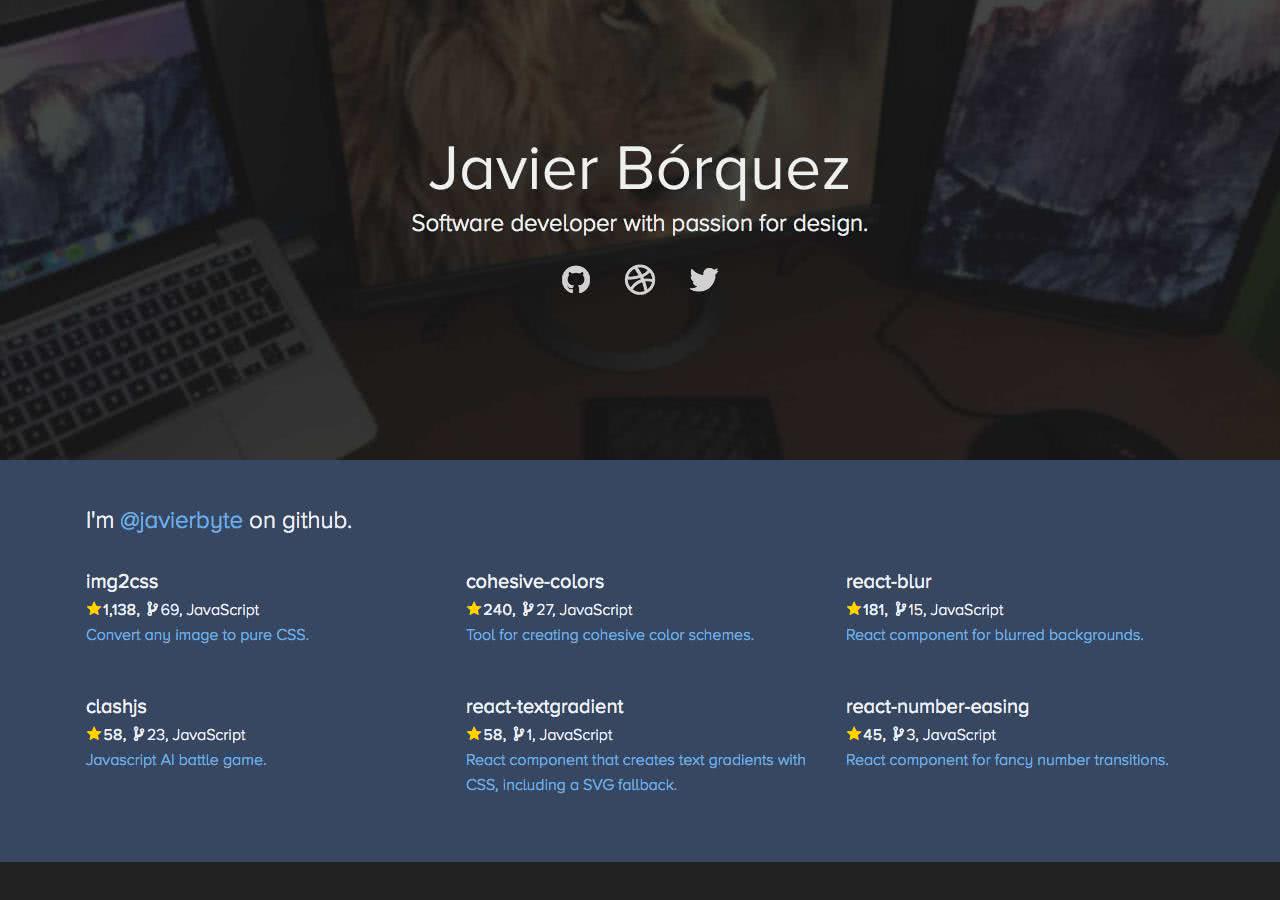 Javier Bórquez
Software developer with passion for design.
I'm @javierbyte on github.
img2css
1,138, 69, JavaScript
Convert any image to pure CSS.
cohesive-colors
240, 27, JavaScript
Tool for creating cohesive color schemes.
react-blur
181, 15, JavaScript
React component for blurred backgrounds.
clashjs
58, 23, JavaScript
Javascript AI battle game.
react-textgradient
58, 1, JavaScript
React component that creates text gradients with
CSS, including a SVG fallback.
react-number-easing
45, 3, JavaScript
React component for fancy number transitions.